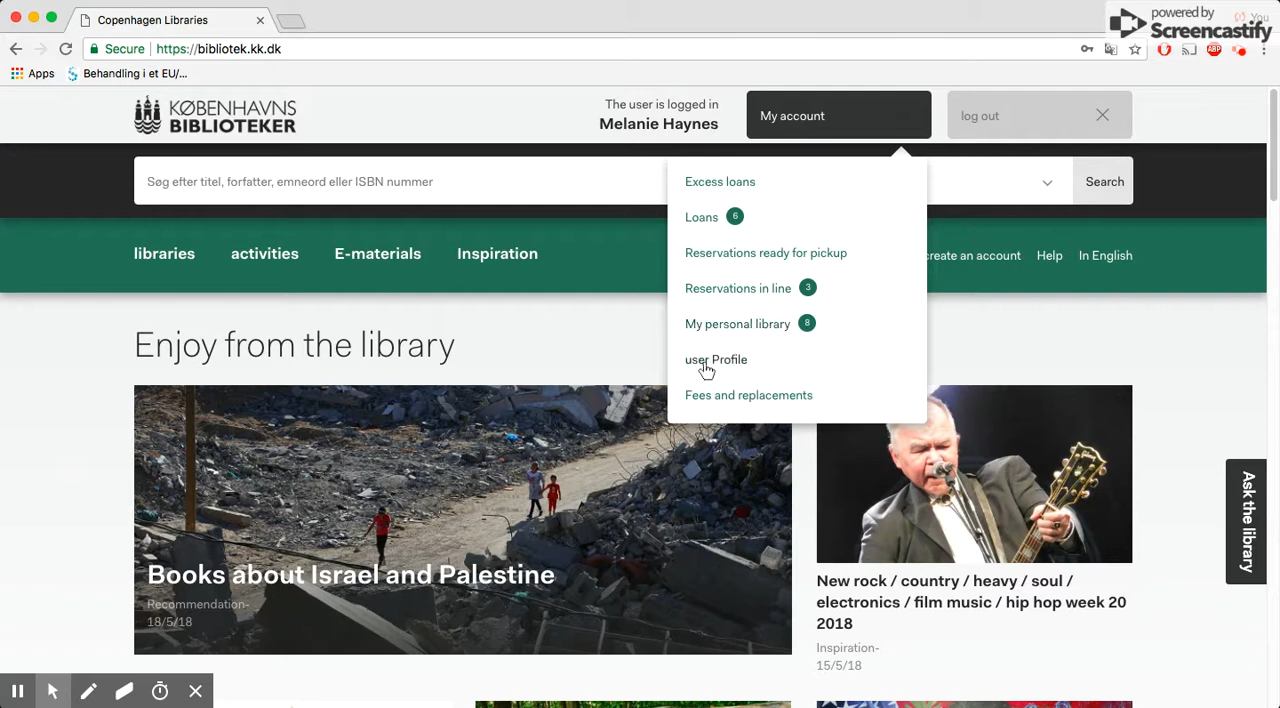 Copenhagen Libraries
You
powered by
Screencastify
Secure
https://bibliotek.kk.dk
ABP
Apps
Behandling i et EU/...
KØBENHAVNS
BIBLIOTEKER
The user is logged in
Melanie Haynes
My account
log out
Søg efter titel, forfatter, emneord eller ISBN nummer
Search
libraries
activities
E-materials
Inspiration
create an account
Help
In English
Excess loans
Loans 6
Reservations ready for pickup
Reservations in line 3
My personal library 8
user Profile
Fees and replacements
Enjoy from the library
Books about Israel and Palestine
Recommendation-
18/5/18
New rock / country / heavy / soul /
electronics / film music / hip hop week 20
2018
Inspiration-
15/5/18
Ask the library